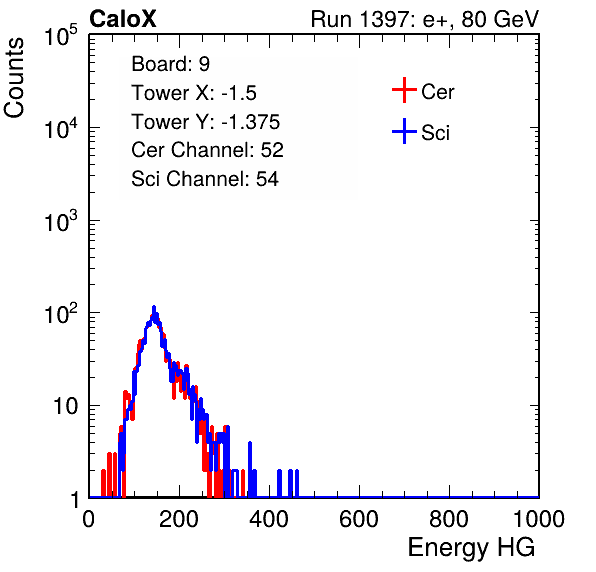 CaloX Run 1397: e+, 80 GeV
Counts
Board: 9
Tower X: -1.5
Tower Y: -1.375
Cer Channel: 52
Sci Channel: 54
Cer
Sci
10^5
10^4
10^3
10^2
10
1
0 200 400 600 800 1000
Energy HG